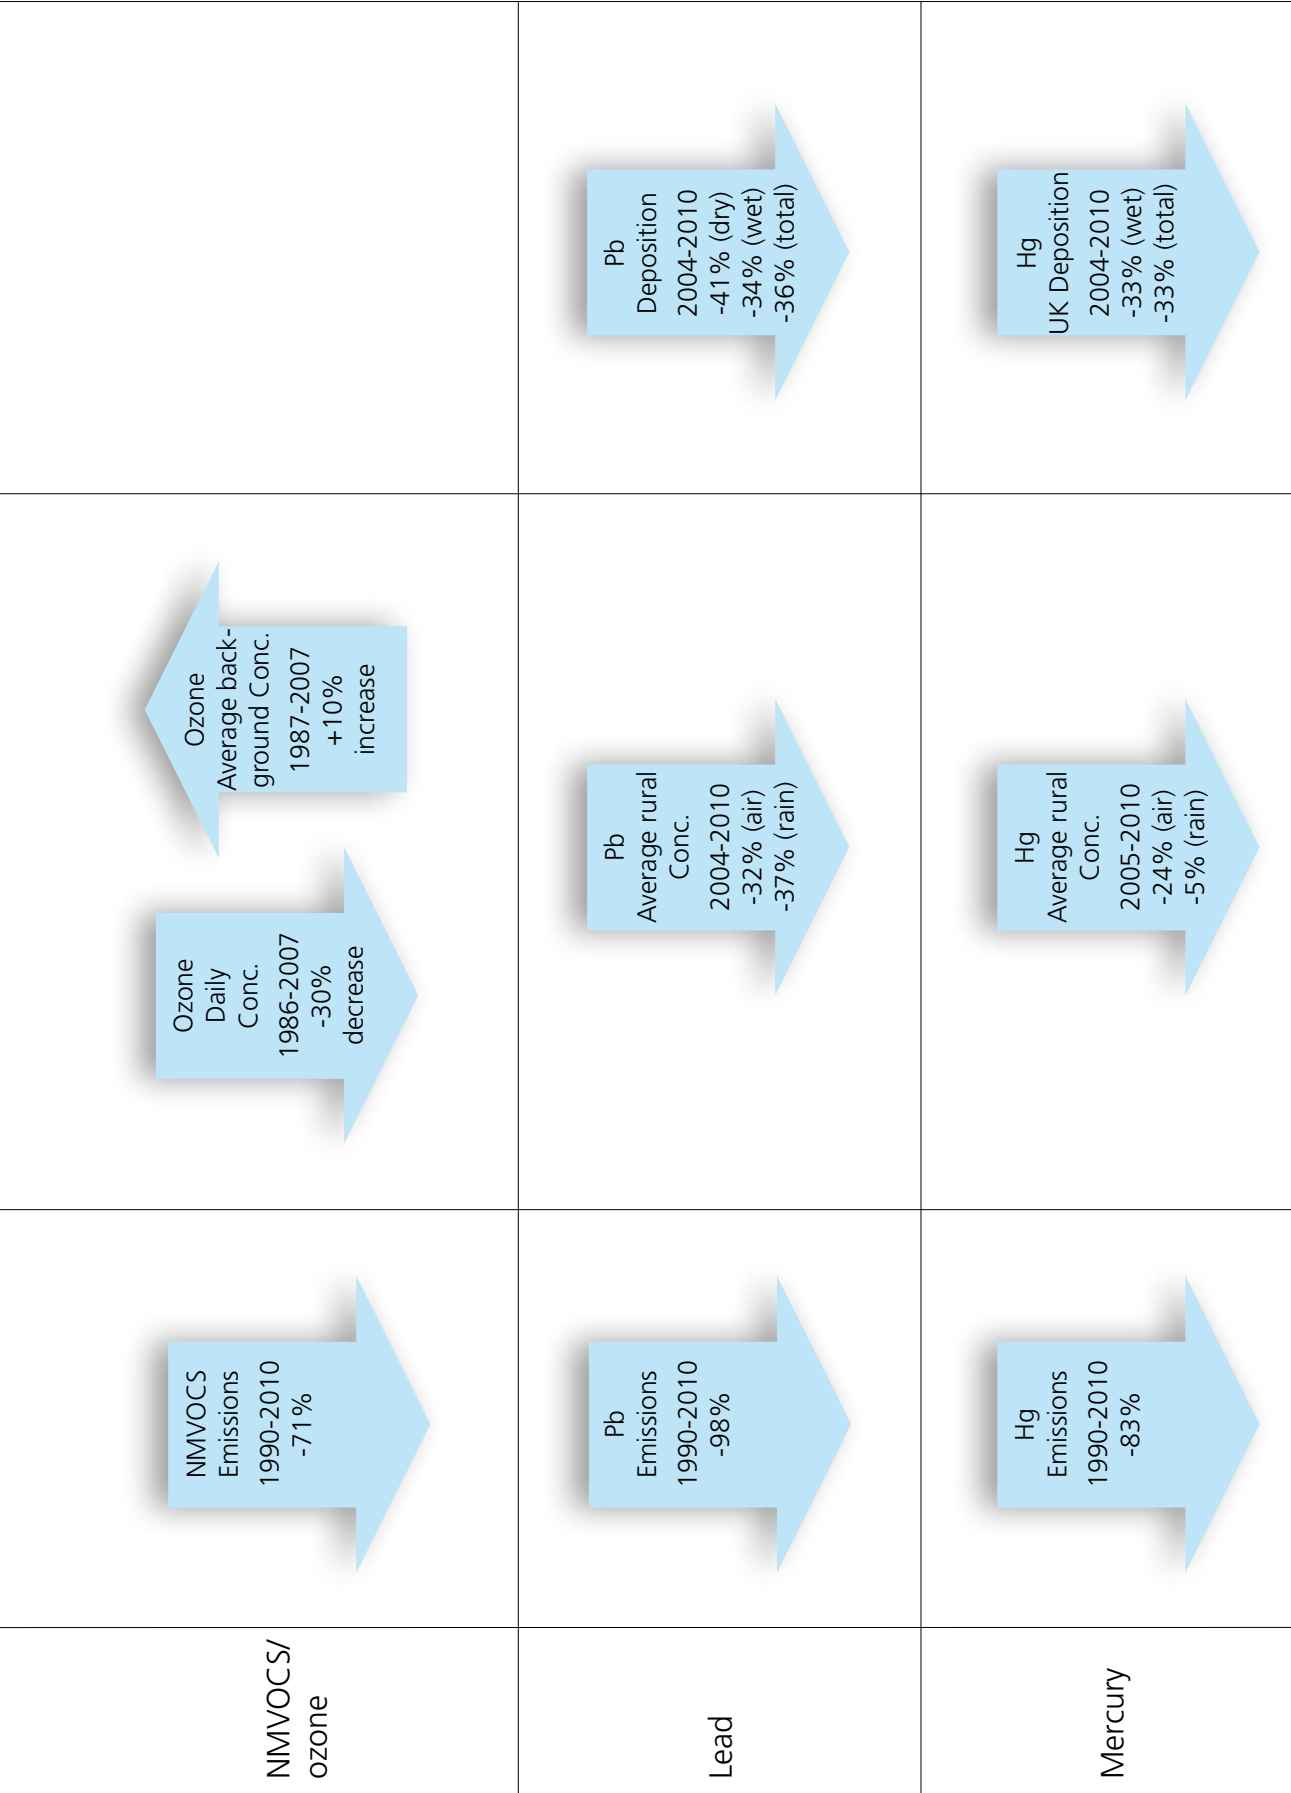 NMVOCS/
ozone
NMVOCS
Emissions
1990-2010
-71%
Ozone
Daily
Conc.
1986-2007
-30%
decrease
Ozone
Average back-
ground Conc.
1987-2007
+10%
increase
Lead
Pb
Emissions
1990-2010
-98%
Pb
Average rural
Conc.
2004-2010
-32% (air)
-37% (rain)
Pb
Deposition
2004-2010
-41% (dry)
-34% (wet)
-36% (total)
Mercury
Hg
Emissions
1990-2010
-83%
Hg
Average rural
Conc.
2005-2010
-24% (air)
-5% (rain)
Hg
UK Deposition
2004-2010
-33% (wet)
-33% (total)